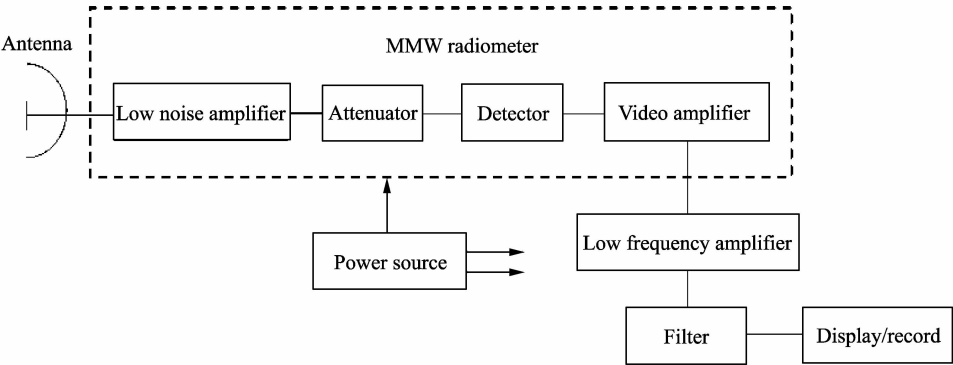 Antenna
MMW radiometer
Low noise amplifier
Attenuator
Detector
Video amplifier
Power source
Low frequency amplifier
Filter
Display/record